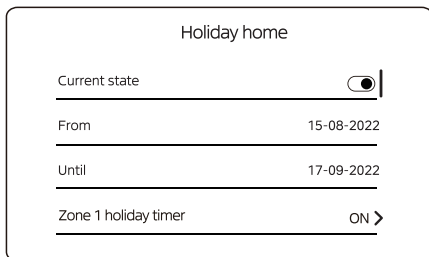 Holiday home
Current state
From 15-08-2022
Until 17-09-2022
Zone 1 holiday timer ON